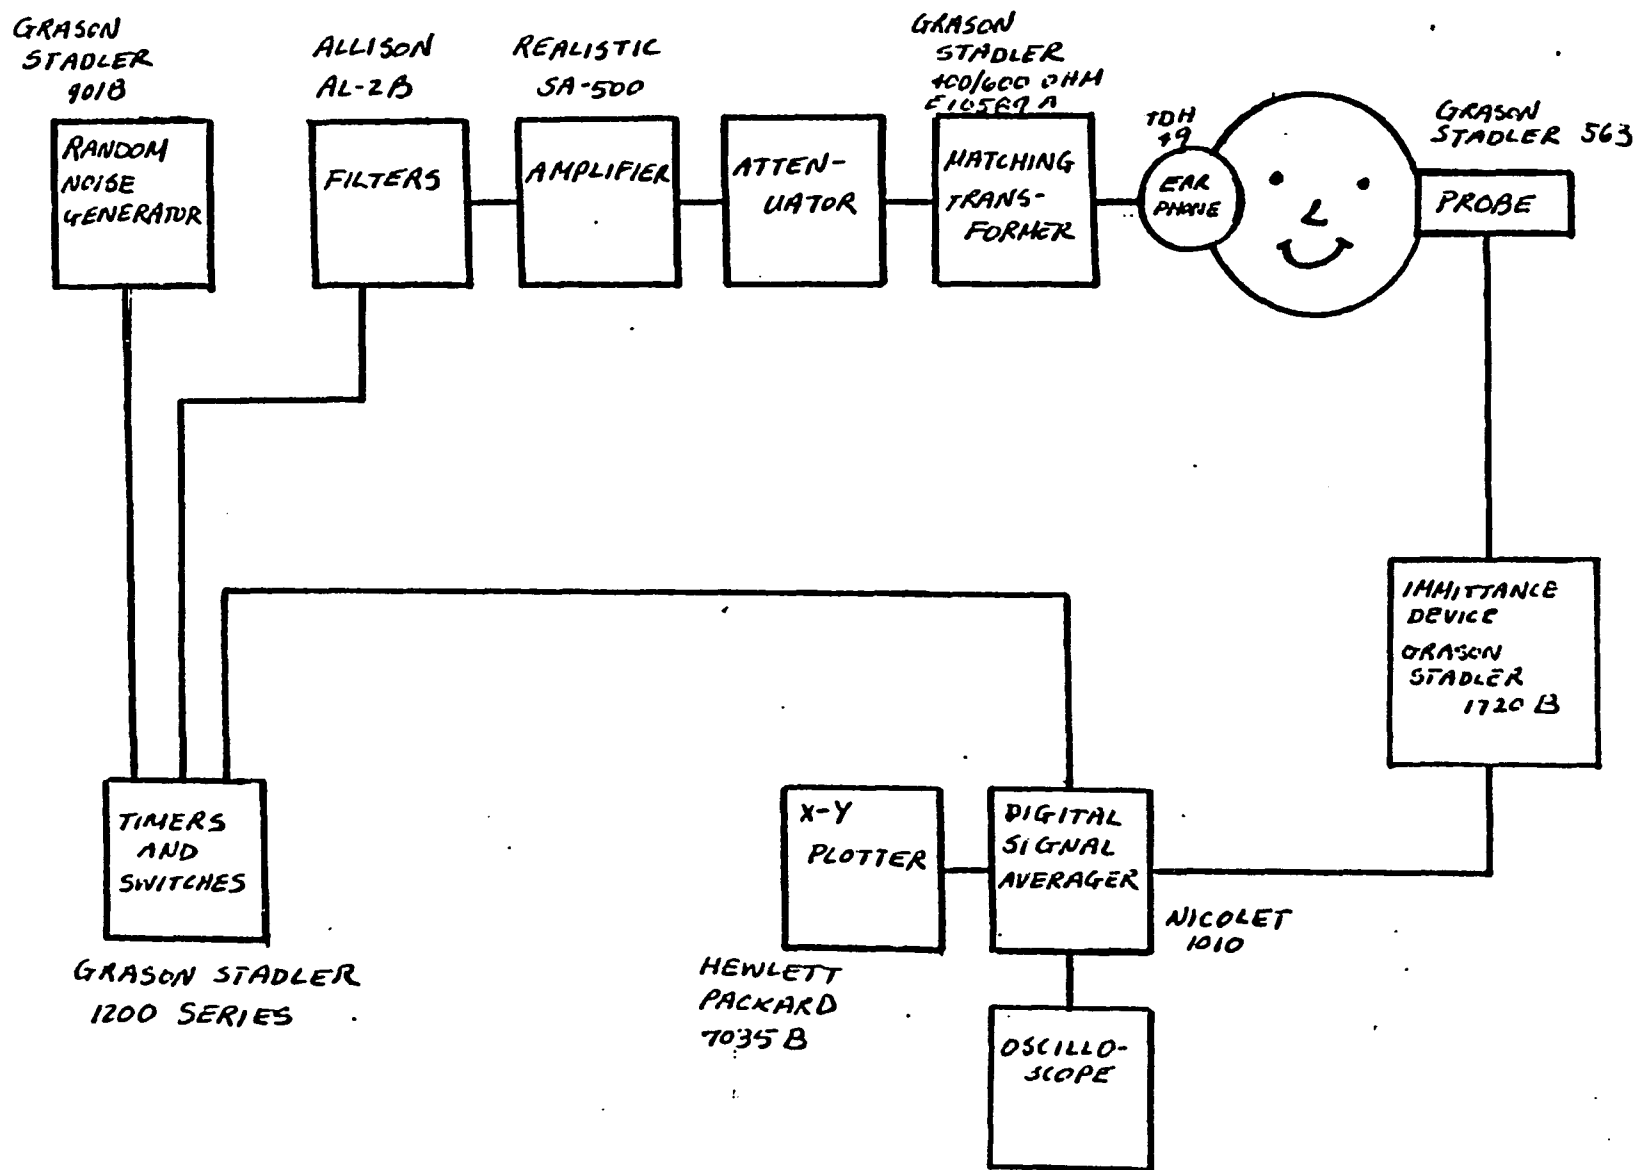 GRASON
STADLER
901B
RANDOM
NOISE
GENERATOR
ALLISON
AL-2B
FILTERS
REALISTIC
SA-500
AMPLIFIER
ATTEN-
UATOR
GRASON
STADLER
400/600 OHM
E10589A
MATCHING
TRANS-
FORMER
TDH
49
EAR
PHONE
GRASON
STADLER 563
PROBE
IMMITTANCE
DEVICE
GRASON
STADLER
1720 B
TIMERS
AND
SWITCHES
GRASON STADLER
1200 SERIES
X-Y
PLOTTER
HEWLETT
PACKARD
7035 B
DIGITAL
SIGNAL
AVERAGER
NICOLET
1010
OSCILLO-
SCOPE